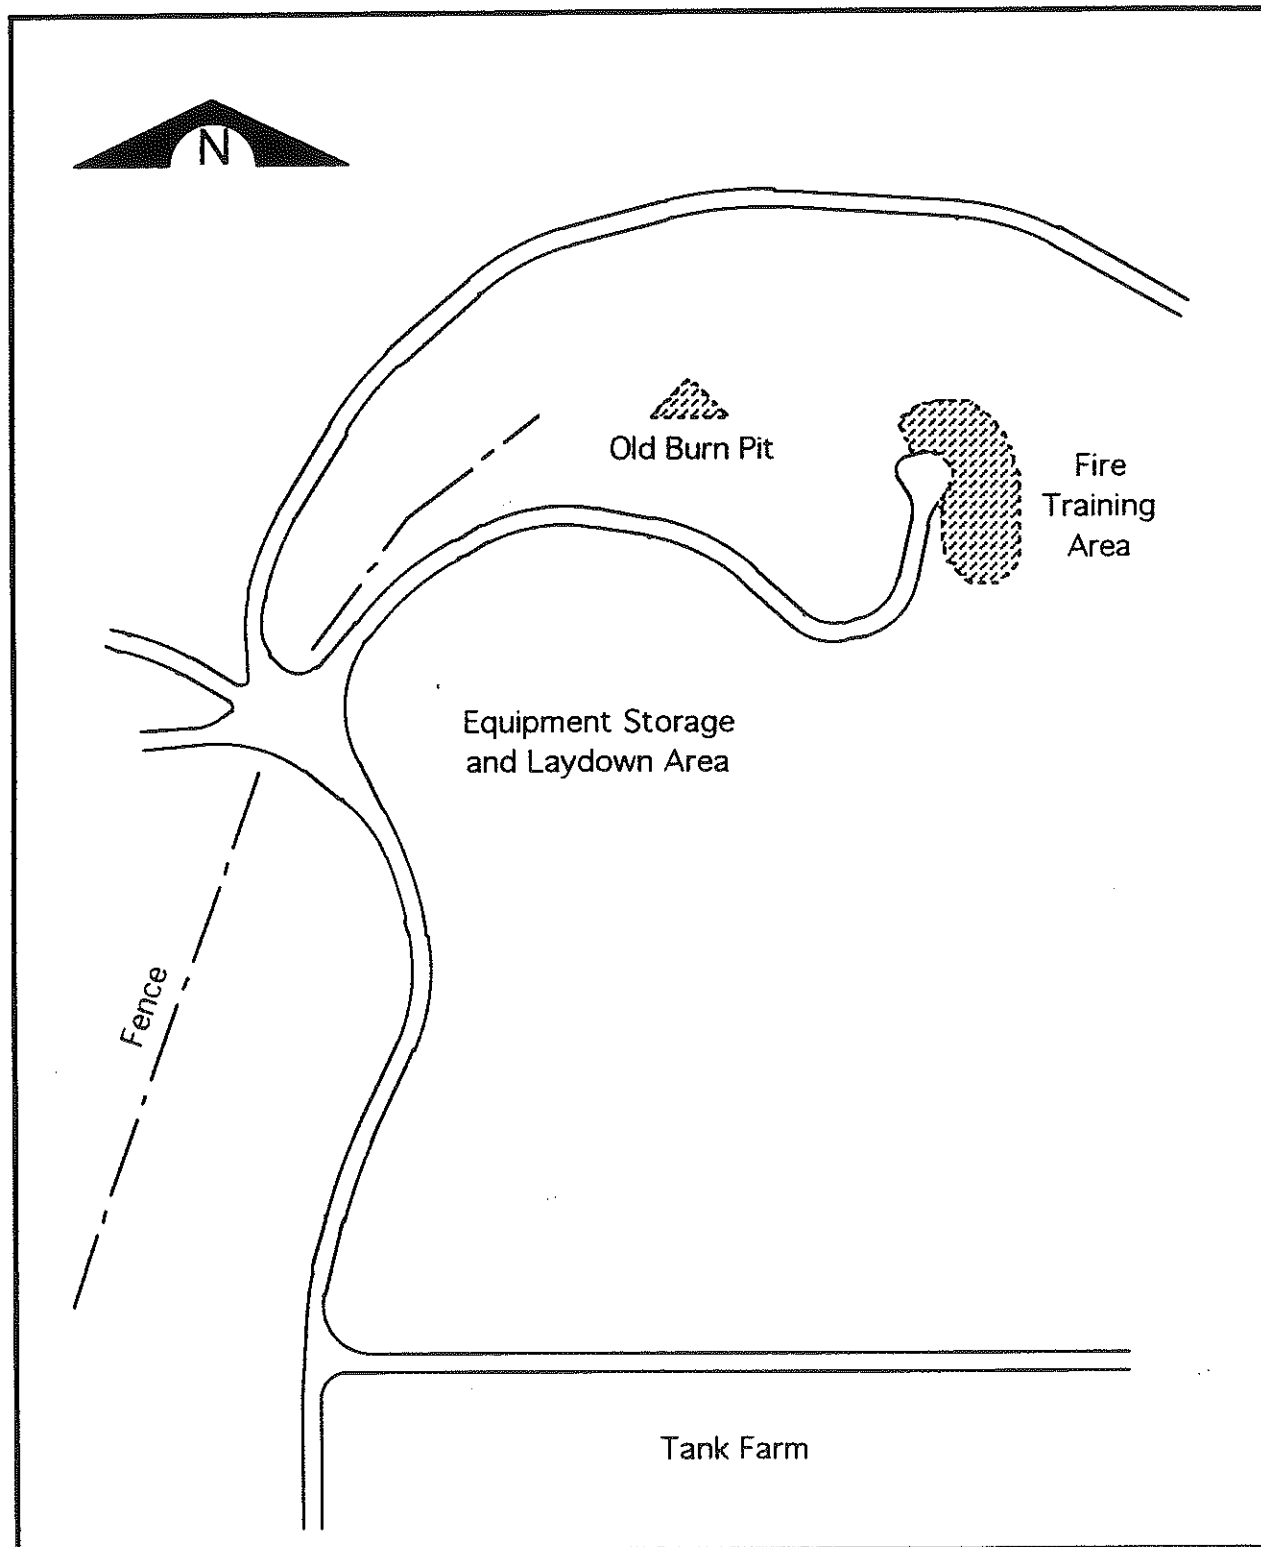 N
Old Burn Pit
Fire
Training
Area
Equipment Storage
and Laydown Area
Fence
Tank Farm